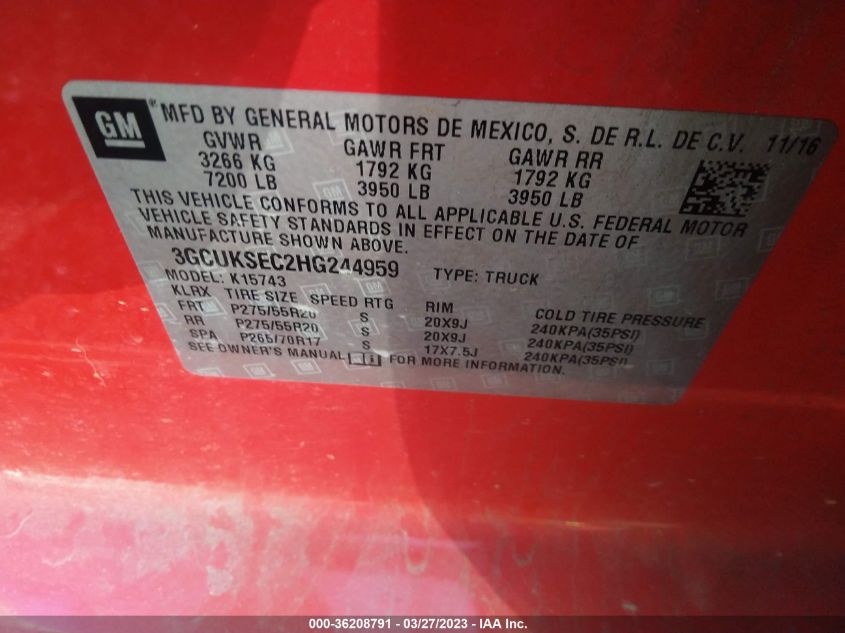 GM ® MFD BY GENERAL MOTORS DE MEXICO, S. DE R.L. DE C.V. 11/16
GVWR GAWR FRT GAWR RR
3266 KG 1792 KG 1792 KG
7200 LB 3950 LB 3950 LB
THIS VEHICLE CONFORMS TO ALL APPLICABLE U.S. FEDERAL MOTOR
VEHICLE SAFETY STANDARDS IN EFFECT ON THE DATE OF
MANUFACTURE SHOWN ABOVE.
3GCUKSEC2HG244959 TYPE: TRUCK
MODEL: K15743
KLRX TIRE SIZE SPEED RTG RIM COLD TIRE PRESSURE
FRT P275/55R20 S 20X9J 240KPA(35PSI)
RR P275/55R20 S 20X9J 240KPA(35PSI)
SPA P265/70R17 S 17X7.5J 240KPA(35PSI)
SEE OWNER'S MANUAL FOR MORE INFORMATION.
000-36208791 - 03/27/2023 - IAA Inc.